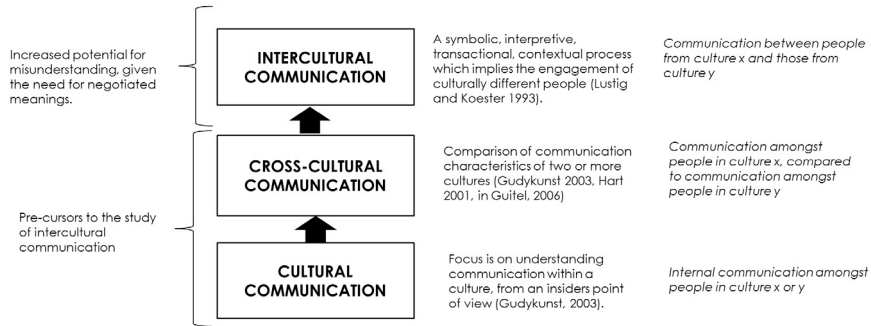 Increased potential for
misunderstanding, given
the need for negotiated
meanings.
INTERCULTURAL
COMMUNICATION
A symbolic, interpretive,
transactional, contextual process
which implies the engagement of
culturally different people (Lustig
and Koester 1993).
Communication between people
from culture x and those from
culture y
Pre-cursors to the study
of intercultural
communication
CROSS-CULTURAL
COMMUNICATION
Comparison of communication
characteristics of two or more
cultures (Gudykunst 2003, Hart
2001, in Guitel, 2006)
Communication amongst
people in culture x, compared
to communication amongst
people in culture y
CULTURAL
COMMUNICATION
Focus is on understanding
communication within a
culture, from an insiders point
of view (Gudykunst, 2003).
Internal communication amongst
people in culture x or y